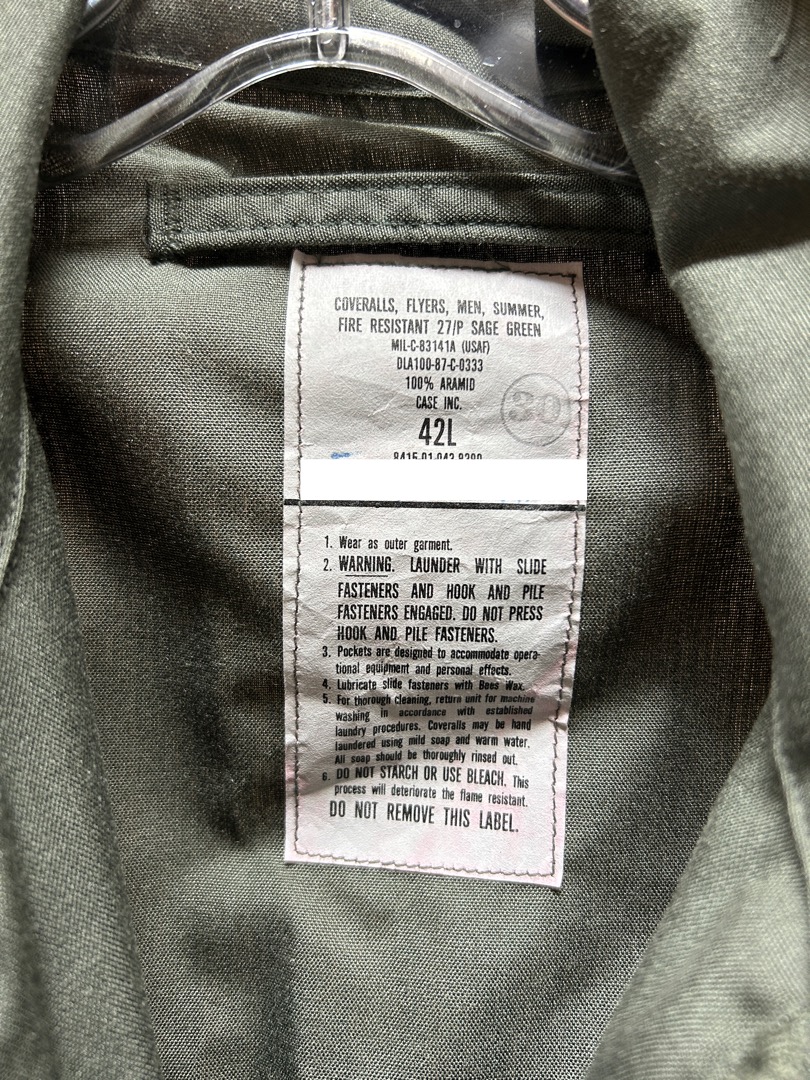 COVERALLS, FLYERS, MEN, SUMMER,
FIRE RESISTANT 27/P SAGE GREEN
MIL-C-83141A (USAF)
DLA100-87-C-0333
100% ARAMID
CASE INC.
30
42L
1. Wear as outer garment.
2. WARNING. LAUNDER WITH SLIDE
FASTENERS AND HOOK AND PILE
FASTENERS ENGAGED. DO NOT PRESS
HOOK AND PILE FASTENERS.
3. Pockets are designed to accommodate opera-
tional equipment and personal effects.
4. Lubricate slide fasteners with Bees Wax.
5. For thorough cleaning, return unit for machine
washing in accordance with established
laundry procedures. Coveralls may be hand
laundered using mild soap and warm water.
All soap should be thoroughly rinsed out.
6. DO NOT STARCH OR USE BLEACH. This
process will deteriorate the flame resistant.
DO NOT REMOVE THIS LABEL.